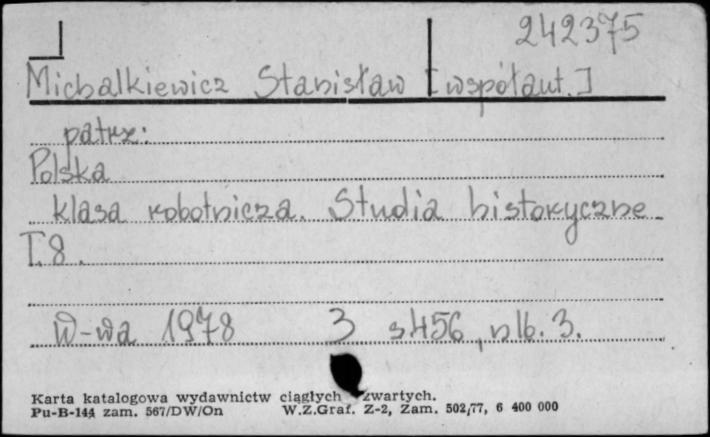 242375
Michalkiewicz Stanisław [współaut.]
patrz:
Polska
klasa robotnicza. Studia historyczne
T. 8.
W-wa 1978 3 s. 456, nlb. 3.
Karta katalogowa wydawnictw ciągłych zwartych.
Pu-B-144 zam. 567/DW/On W.Z.Graf. Z-2, Zam. 502/77, 6 400 000